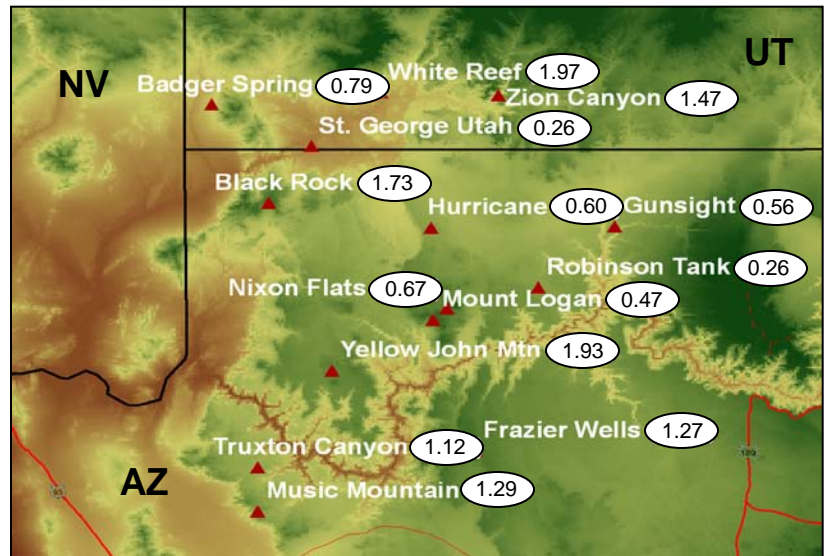 UT
NV
White Reef 1.97
Badger Spring 0.79
Zion Canyon 1.47
St. George Utah 0.26
Black Rock 1.73
Hurricane 0.60
Gunsight 0.56
Robinson Tank 0.26
Nixon Flats 0.67
Mount Logan 0.47
Yellow John Mtn 1.93
Frazier Wells 1.27
Truxton Canyon 1.12
AZ
Music Mountain 1.29